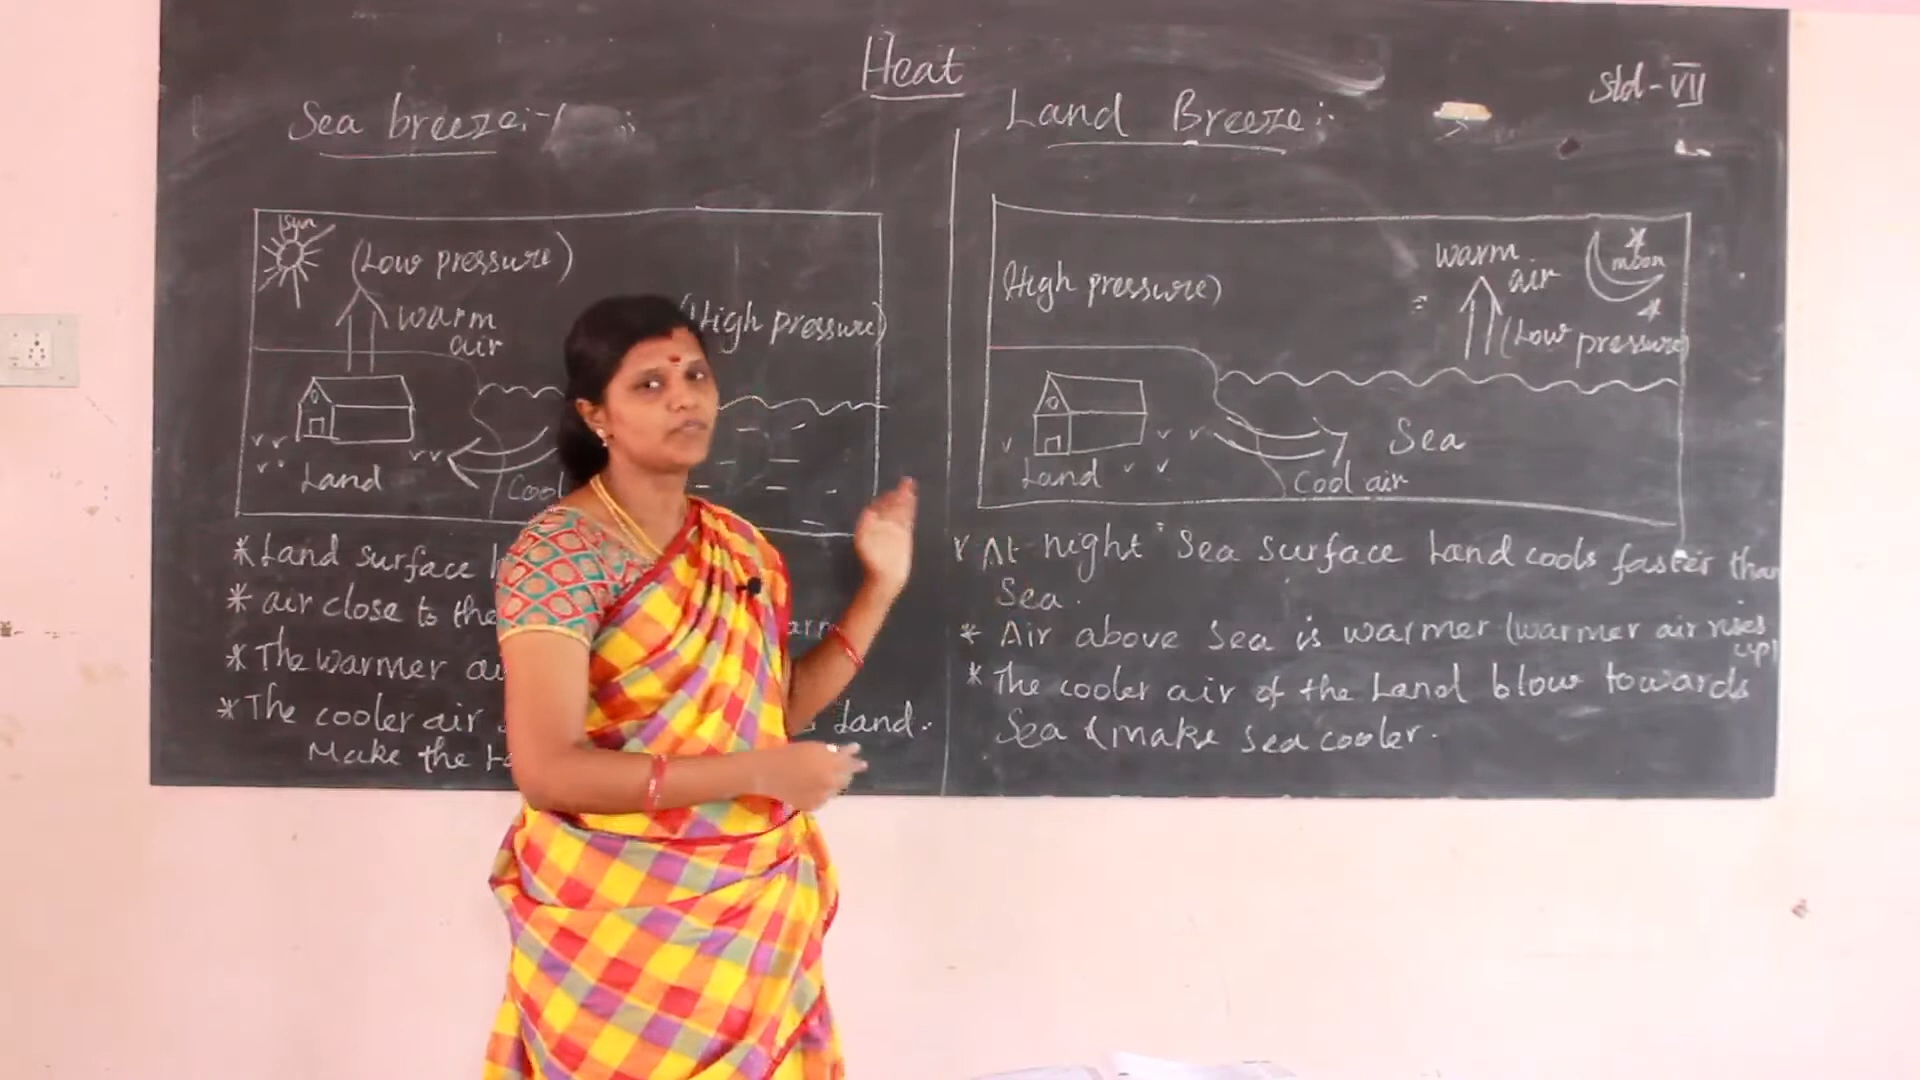 Heat
Std - VII
Sea breeze:-
Sun
(Low pressure)
warm
air
(High pressure)
Land
Cool
* Land surface
* air close to the
* The warmer
* The cooler air Land.
Make the
Land Breeze:-
(High pressure)
warm
air
moon
(Low pressure)
Land
Sea
Cool air
At night Sea surface Land cools faster than
Sea.
* Air above Sea is warmer (warmer air rises
up)
* The cooler air of the Land blow towards
Sea & make sea cooler.